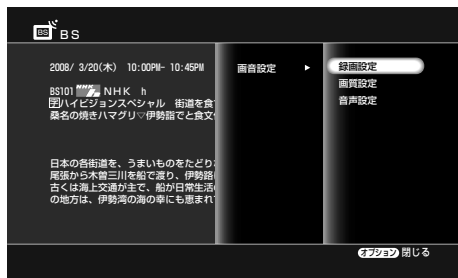 BS BS
2008/ 3/20(木) 10:00PM- 10:45PM
BS101 NHK h
字ハイビジョンスペシャル 街道を食
桑名の焼きハマグリ▽伊勢詣でと食文
日本の各街道を、うまいものをたどり
尾張から木曽三川を船で渡り、伊勢路
古くは海上交通が主で、船が日常生活
の地方は、伊勢湾の海の幸にも恵まれ
画音設定 ▶
録画設定
画質設定
音声設定
オプション 閉じる